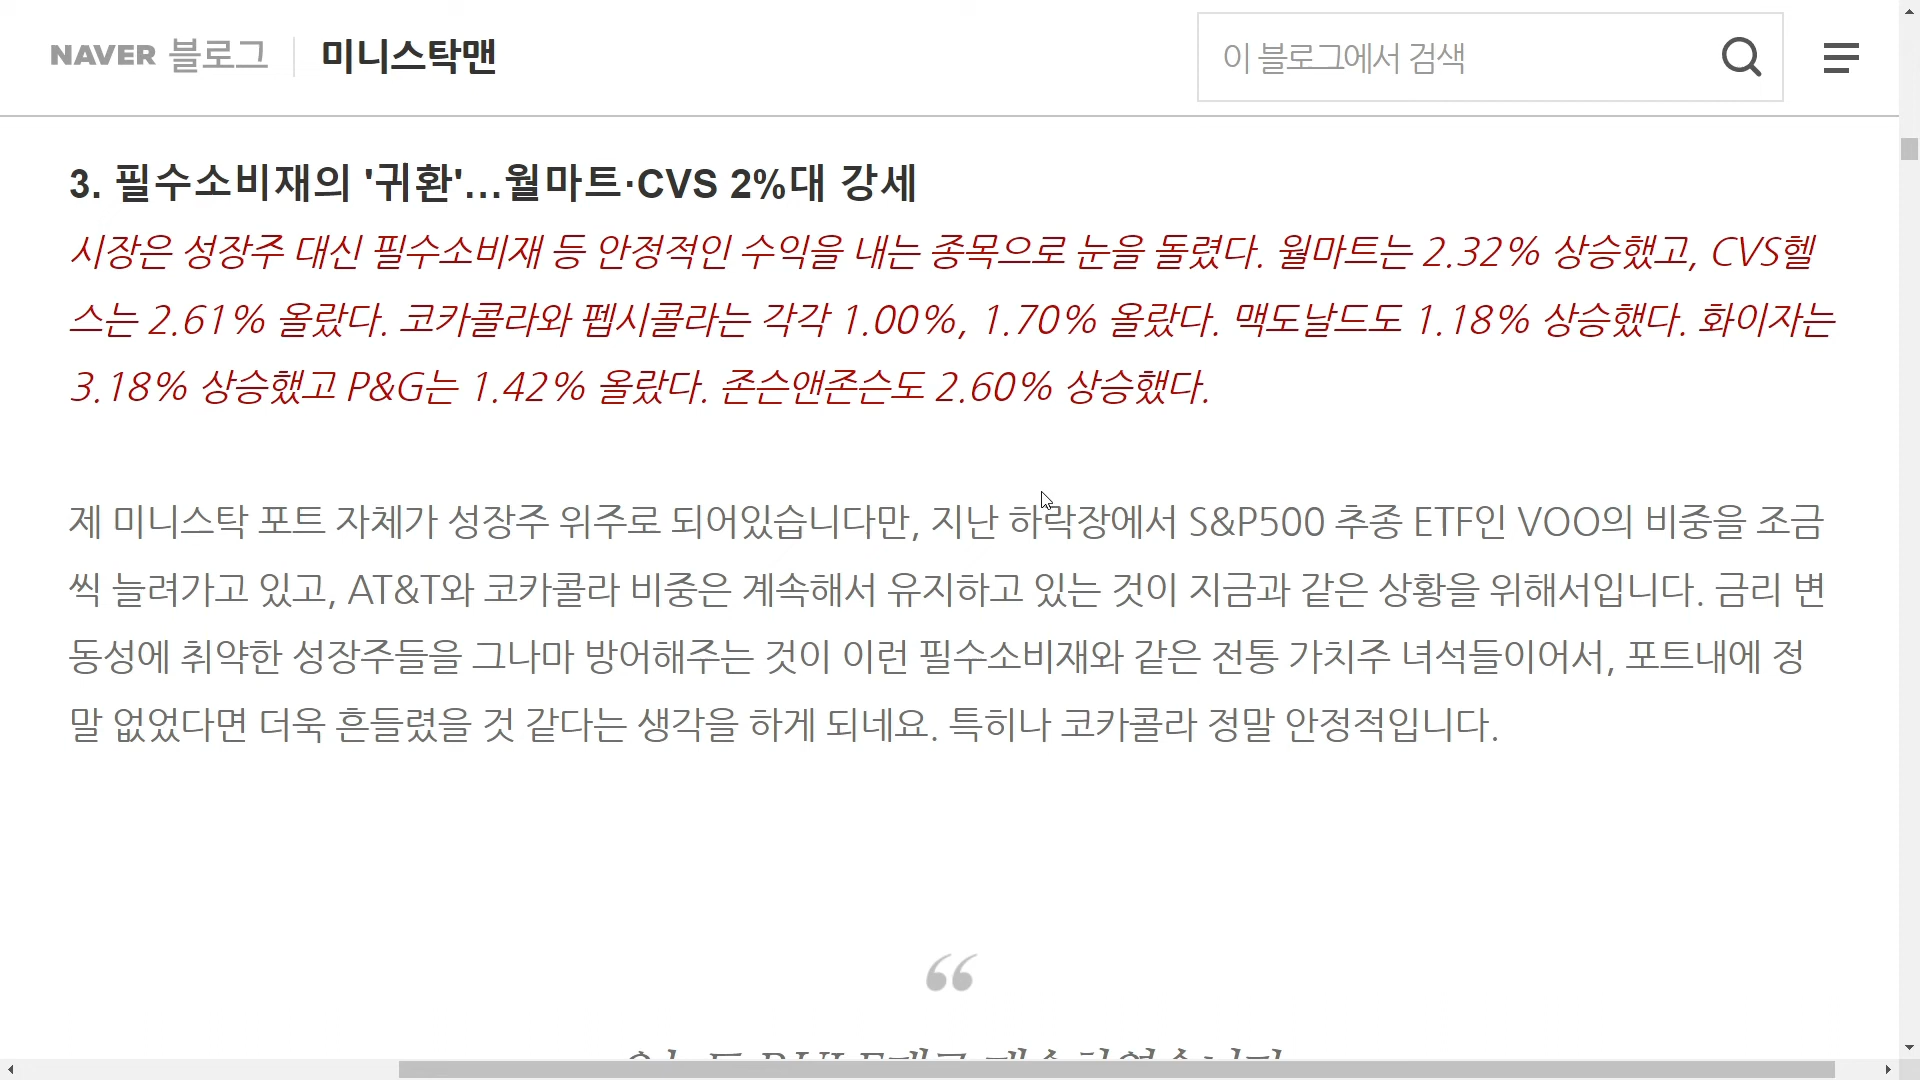 NAVER 블로그 미니스탁맨
이 블로그에서 검색
3. 필수소비재의 '귀환'...월마트·CVS 2%대 강세
시장은 성장주 대신 필수소비재 등 안정적인 수익을 내는 종목으로 눈을 돌렸다. 월마트는 2.32% 상승했고, CVS헬
스는 2.61% 올랐다. 코카콜라와 펩시콜라는 각각 1.00%, 1.70% 올랐다. 맥도날드도 1.18% 상승했다. 화이자는
3.18% 상승했고 P&G는 1.42% 올랐다. 존슨앤존슨도 2.60% 상승했다.
제 미니스탁 포트 자체가 성장주 위주로 되어있습니다만, 지난 하락장에서 S&P500 추종 ETF인 VOO의 비중을 조금
씩 늘려가고 있고, AT&T와 코카콜라 비중은 계속해서 유지하고 있는 것이 지금과 같은 상황을 위해서입니다. 금리 변
동성에 취약한 성장주들을 그나마 방어해주는 것이 이런 필수소비재와 같은 전통 가치주 녀석들이어서, 포트내에 정
말 없었다면 더욱 흔들렸을 것 같다는 생각을 하게 되네요. 특히나 코카콜라 정말 안정적입니다.